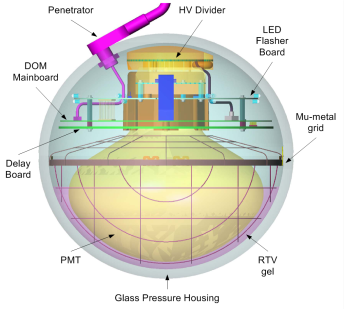 Penetrator
HV Divider
LED
Flasher
Board
DOM
Mainboard
Mu-metal
grid
Delay
Board
PMT
RTV
gel
Glass Pressure Housing